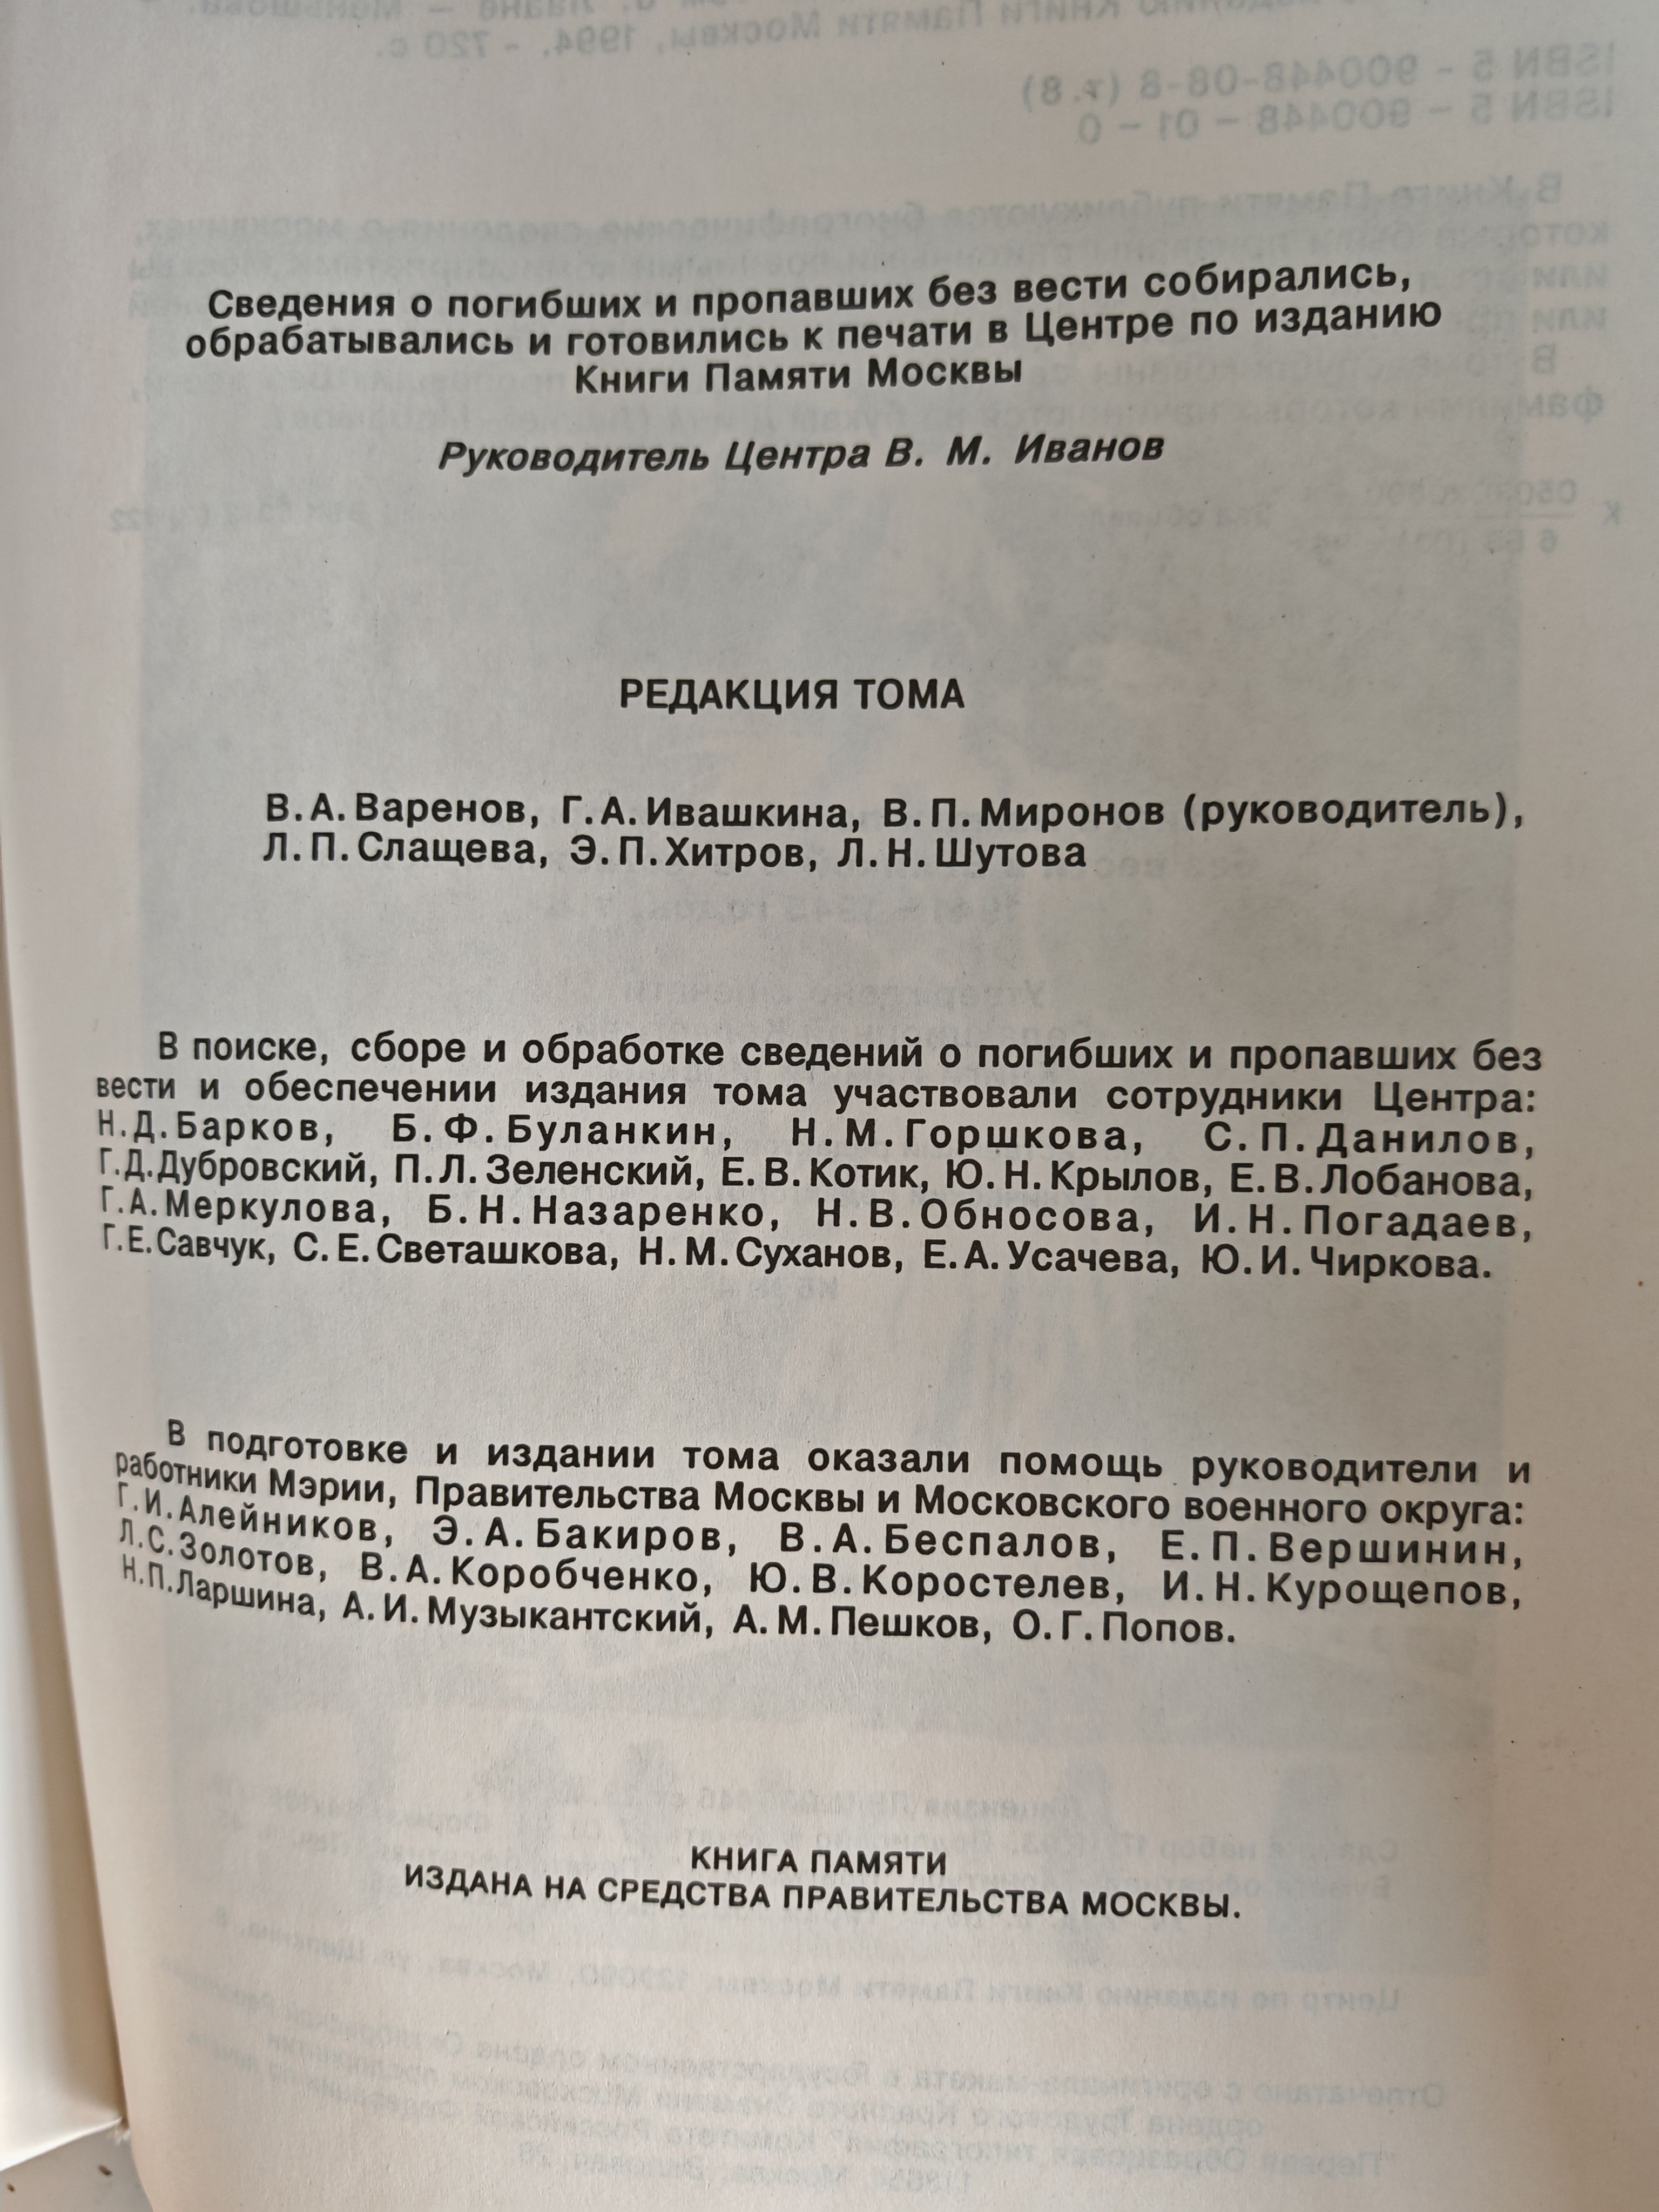 Сведения о погибших и пропавших без вести собирались,
обрабатывались и готовились к печати в Центре по изданию
Книги Памяти Москвы
Руководитель Центра В. М. Иванов
РЕДАКЦИЯ ТОМА
В. А. Варенов, Г. А. Ивашкина, В. П. Миронов (руководитель),
Л. П. Слащева, Э. П. Хитров, Л. Н. Шутова
В поиске, сборе и обработке сведений о погибших и пропавших без
вести и обеспечении издания тома участвовали сотрудники Центра:
Н. Д. Барков, Б. Ф. Буланкин, Н. М. Горшкова, С. П. Данилов,
Г. Д. Дубровский, П. Л. Зеленский, Е. В. Котик, Ю. Н. Крылов, Е. В. Лобанова,
Г. А. Меркулова, Б. Н. Назаренко, Н. В. Обносова, И. Н. Погадаев,
Г. Е. Савчук, С. Е. Светашкова, Н. М. Суханов, Е. А. Усачева, Ю. И. Чиркова.
В подготовке и издании тома оказали помощь руководители и
работники Мэрии, Правительства Москвы и Московского военного округа:
Г. И. Алейников, Э. А. Бакиров, В. А. Беспалов, Е. П. Вершинин,
Л. С. Золотов, В. А. Коробченко, Ю. В. Коростелев, И. Н. Курощепов,
Н. П. Ларшина, А. И. Музыкантский, А. М. Пешков, О. Г. Попов.
КНИГА ПАМЯТИ
ИЗДАНА НА СРЕДСТВА ПРАВИТЕЛЬСТВА МОСКВЫ.